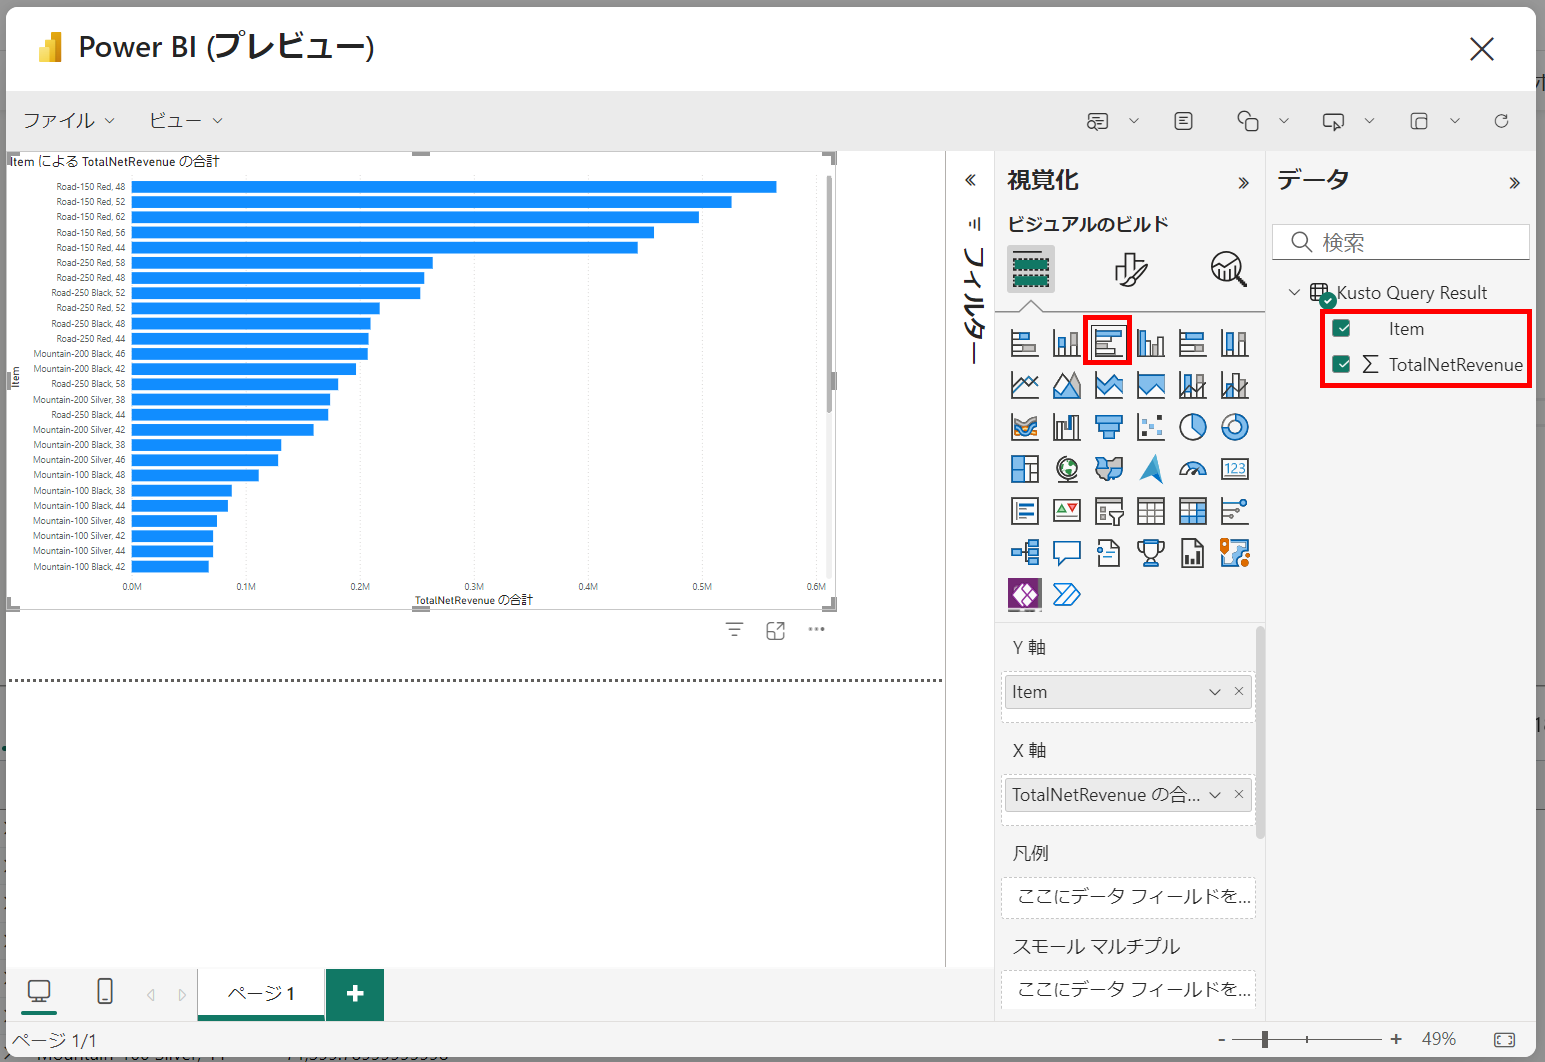 Power BI (プレビュー)
ファイル
ビュー
Item による TotalNetRevenue の合計
Road-150 Red, 48
Road-150 Red, 52
Road-150 Red, 62
Road-150 Red, 56
Road-150 Red, 44
Road-250 Red, 58
Road-250 Red, 48
Road-250 Black, 52
Road-250 Red, 52
Road-250 Black, 48
Road-250 Red, 44
Mountain-200 Black, 46
Mountain-200 Black, 42
Road-250 Black, 58
Mountain-200 Silver, 38
Road-250 Black, 44
Mountain-200 Silver, 42
Mountain-200 Black, 38
Mountain-200 Silver, 46
Mountain-100 Black, 48
Mountain-100 Black, 38
Mountain-100 Black, 44
Mountain-100 Silver, 48
Mountain-100 Silver, 42
Mountain-100 Silver, 44
Mountain-100 Black, 42
Item
0.0M 0.1M 0.2M 0.3M 0.4M 0.5M 0.6M
TotalNetRevenue の合計
フィルター
視覚化
ビジュアルのビルド
123
Y 軸
Item
X 軸
TotalNetRevenue の合...
凡例
ここにデータ フィールドを...
スモール マルチプル
ここにデータ フィールドを...
データ
検索
Kusto Query Result
Item
TotalNetRevenue
ページ 1
ページ 1/1
49%